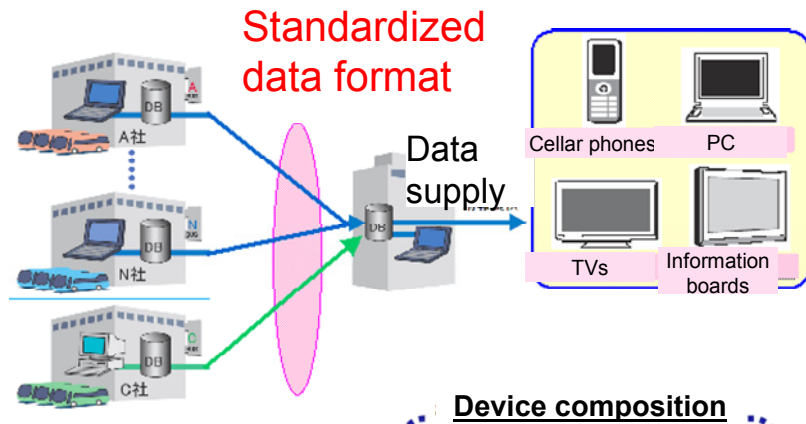 Standardized
data format
A
DB
A社
N
DB
N社
C
DB
C社
Data
supply
DB
Cellar phones
PC
TVs
Information
boards
Device composition